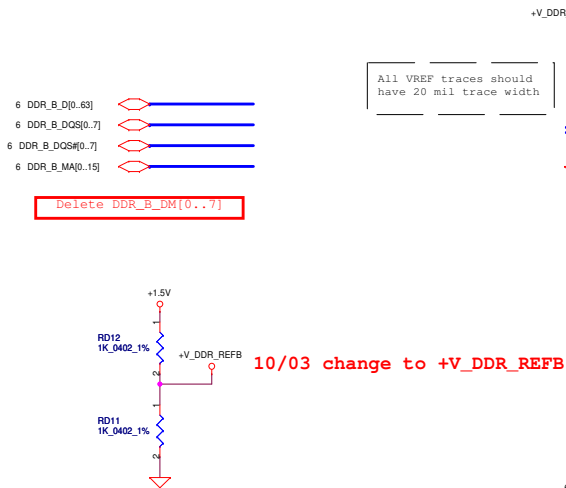 +V_DDR
All VREF traces should
have 20 mil trace width
6 DDR_B_D[0..63]
6 DDR_B_DQS[0..7]
6 DDR_B_DQS#[0..7]
6 DDR_B_MA[0..15]
Delete DDR_B_DM[0..7]
+1.5V
1
RD12
1K_0402_1%
2
+V_DDR_REFB
10/03 change to +V_DDR_REFB
1
RD11
1K_0402_1%
2